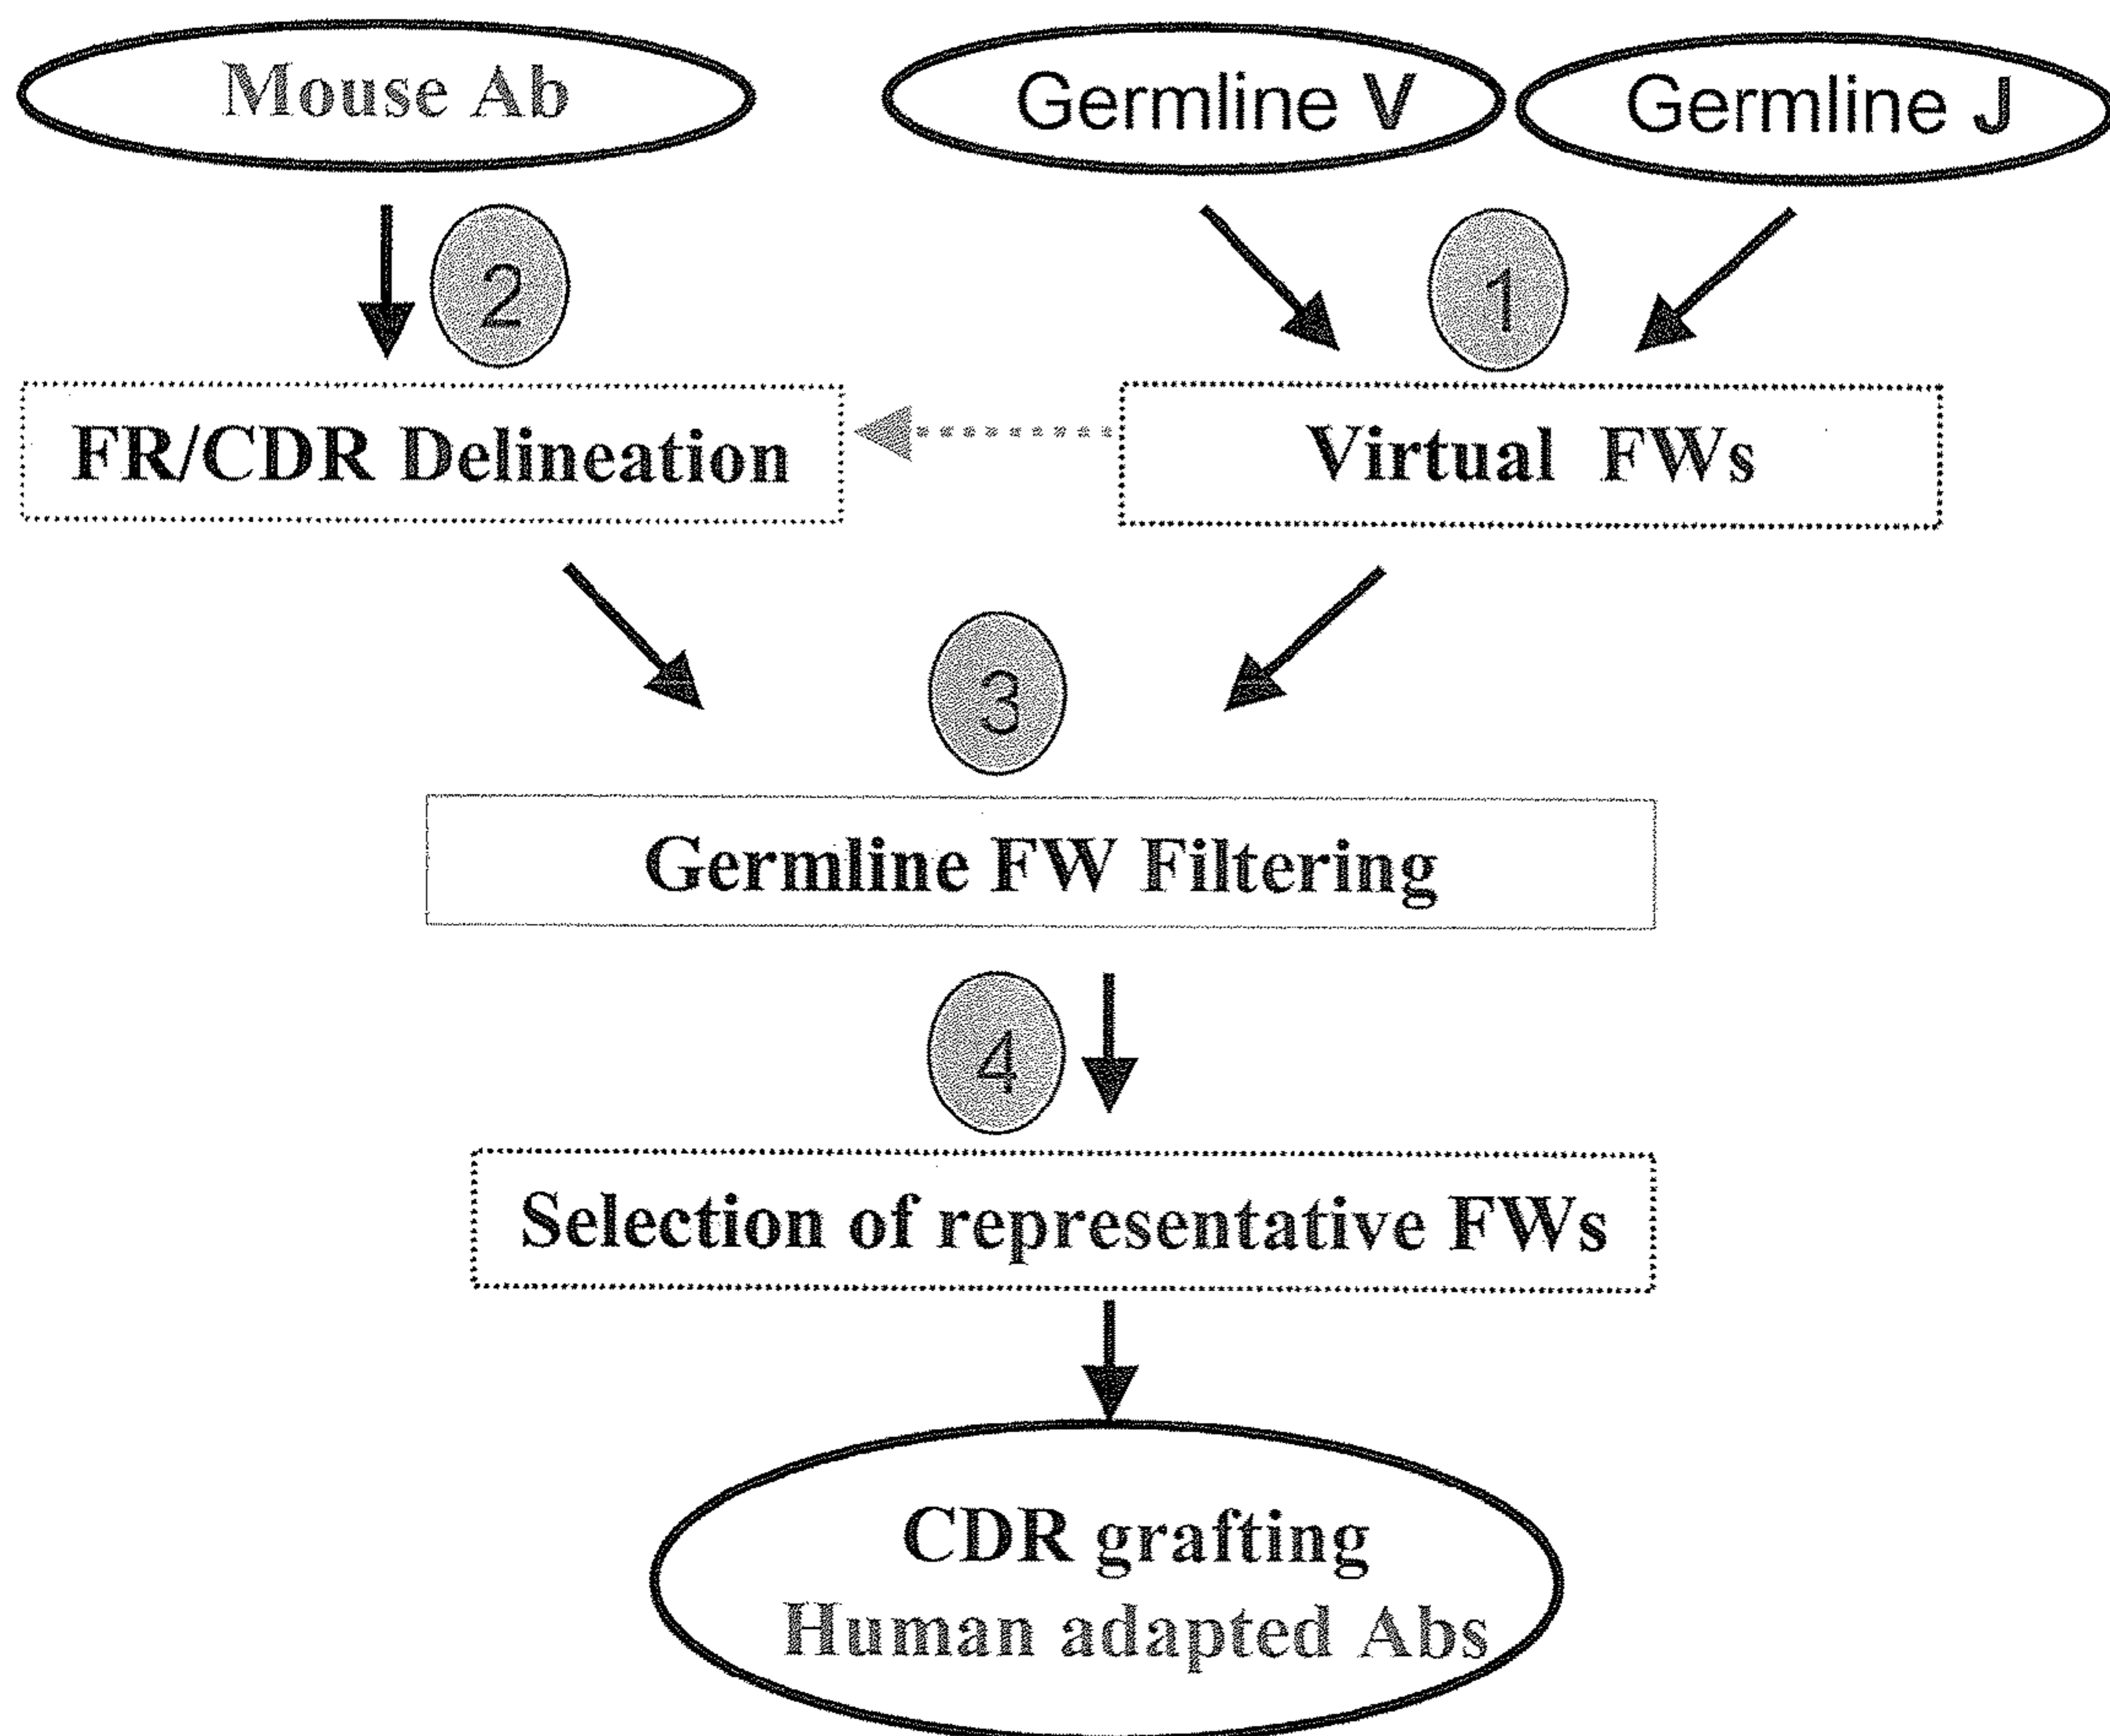 Mouse Ab
Germline V
Germline J
2
1
FR/CDR Delineation
Virtual FWs
3
Germline FW Filtering
4
Selection of representative FWs
CDR grafting
Human adapted Abs